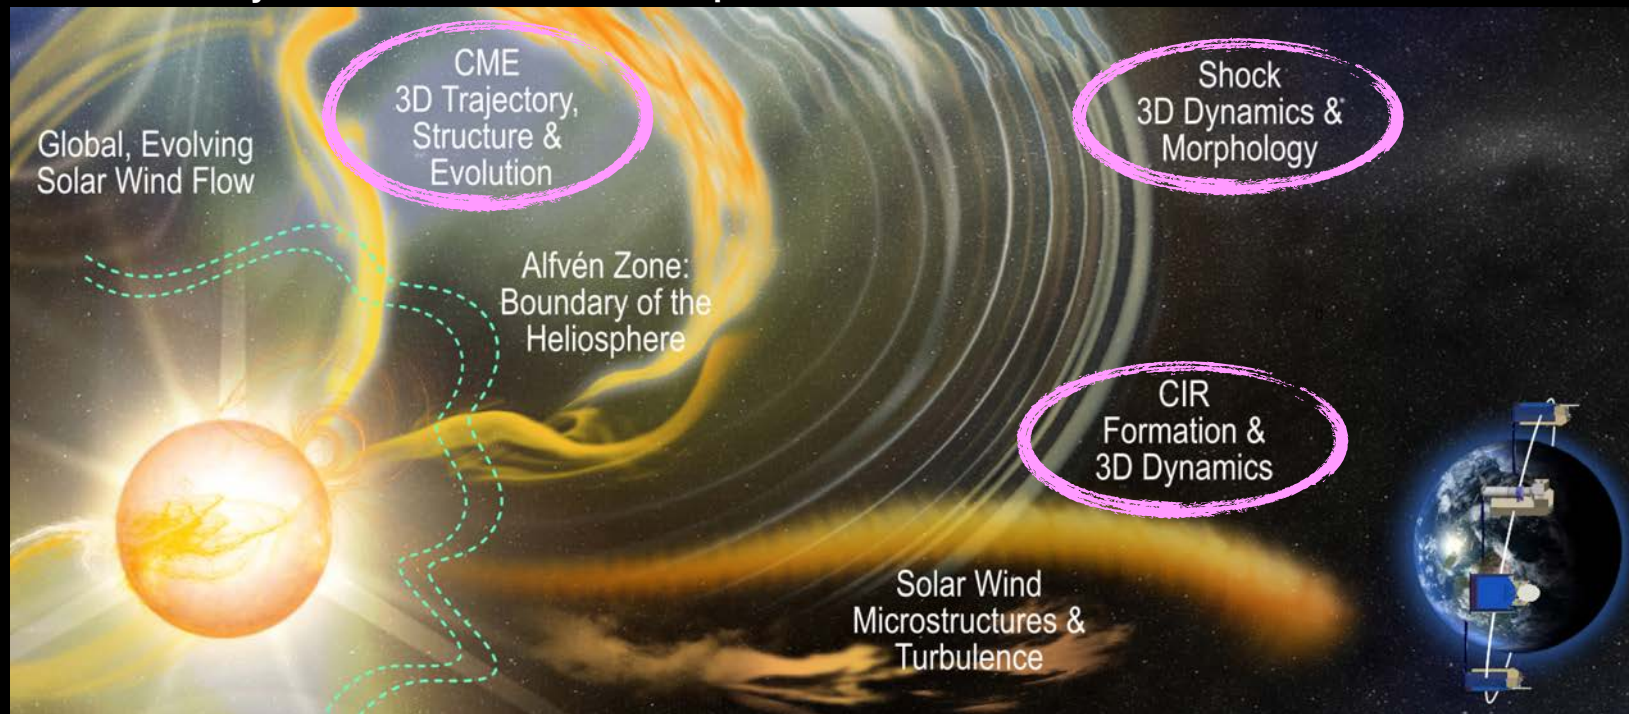 CME
3D Trajectory,
Structure &
Evolution
Shock
3D Dynamics &
Morphology
Global, Evolving
Solar Wind Flow
Alfvén Zone:
Boundary of the
Heliosphere
CIR
Formation &
3D Dynamics
Solar Wind
Microstructures &
Turbulence